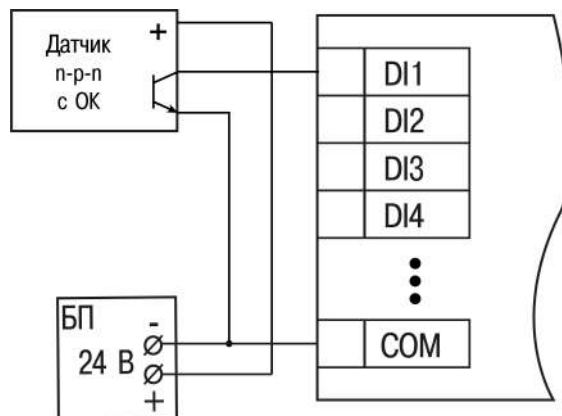 Датчик
n-p-n
с ОК
+
DI1
DI2
DI3
DI4
COM
БП
-
24 В
+